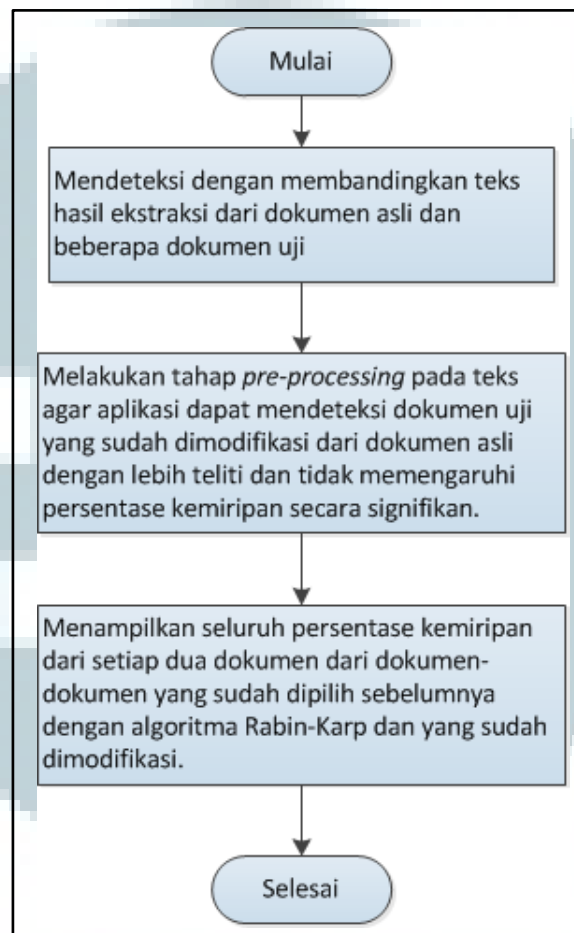 Mulai
Mendeteksi dengan membandingkan teks
hasil ekstraksi dari dokumen asli dan
beberapa dokumen uji
Melakukan tahap pre-processing pada teks
agar aplikasi dapat mendeteksi dokumen uji
yang sudah dimodifikasi dari dokumen asli
dengan lebih teliti dan tidak memengaruhi
persentase kemiripan secara signifikan.
Menampilkan seluruh persentase kemiripan
dari setiap dua dokumen dari dokumen-
dokumen yang sudah dipilih sebelumnya
dengan algoritma Rabin-Karp dan yang sudah
dimodifikasi.
Selesai